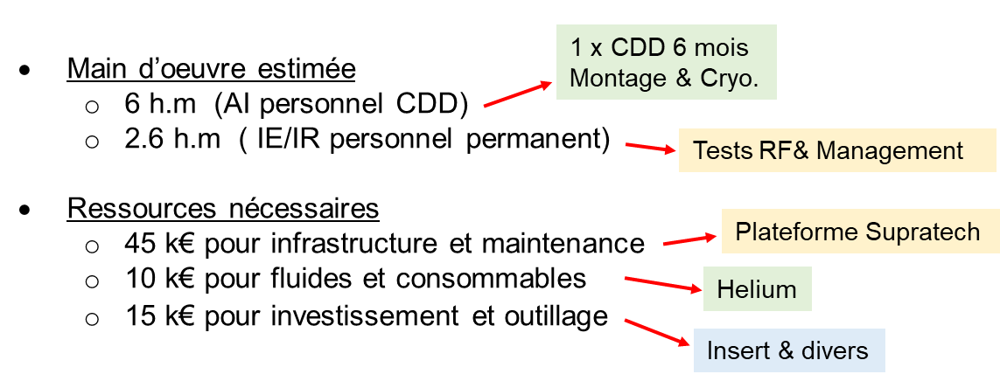 1 x CDD 6 mois
Montage & Cryo.
• Main d’oeuvre estimée
o 6 h.m (AI personnel CDD)
o 2.6 h.m ( IE/IR personnel permanent)
Tests RF& Management
• Ressources nécessaires
o 45 k€ pour infrastructure et maintenance
Plateforme Supratech
o 10 k€ pour fluides et consommables
Helium
o 15 k€ pour investissement et outillage
Insert & divers